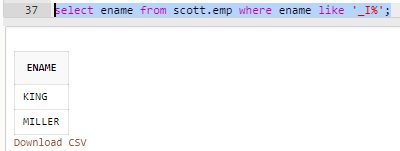 37 select ename from scott.emp where ename like '_I%';
ENAME
KING
MILLER
Download CSV